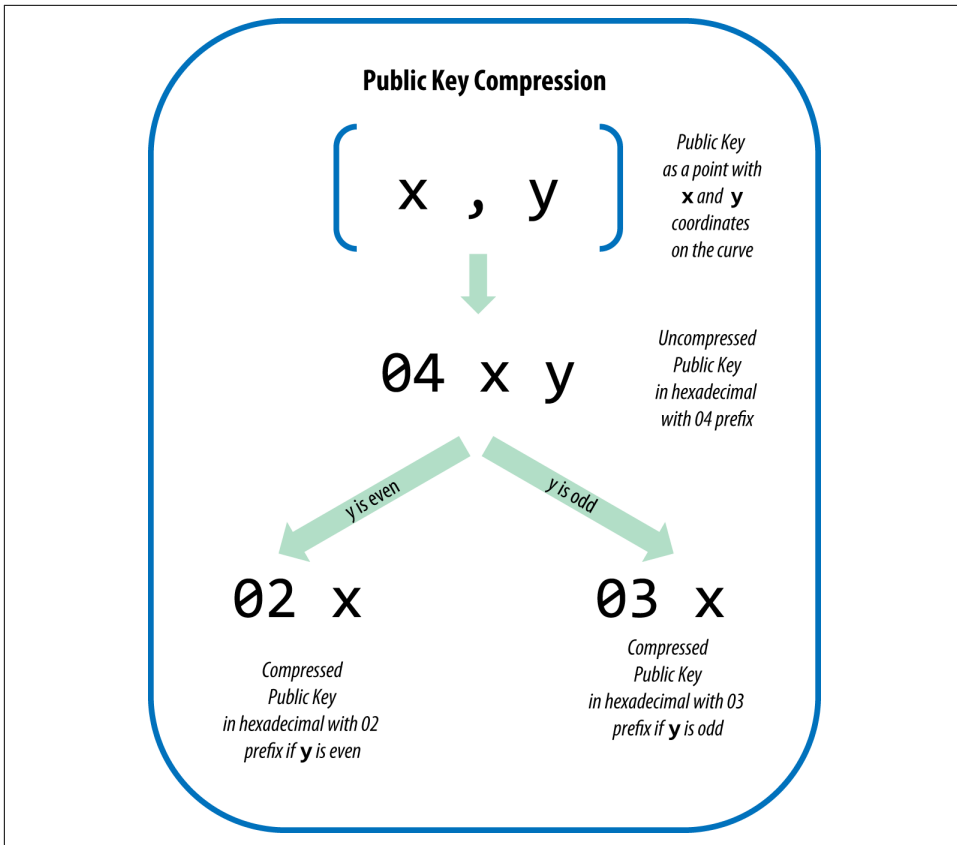 Public Key Compression
x , y
Public Key
as a point with
x and y
coordinates
on the curve
04 x y
Uncompressed
Public Key
in hexadecimal
with 04 prefix
y is even
y is odd
02 x
03 x
Compressed
Public Key
in hexadecimal with 02
prefix if y is even
Compressed
Public Key
in hexadecimal with 03
prefix if y is odd